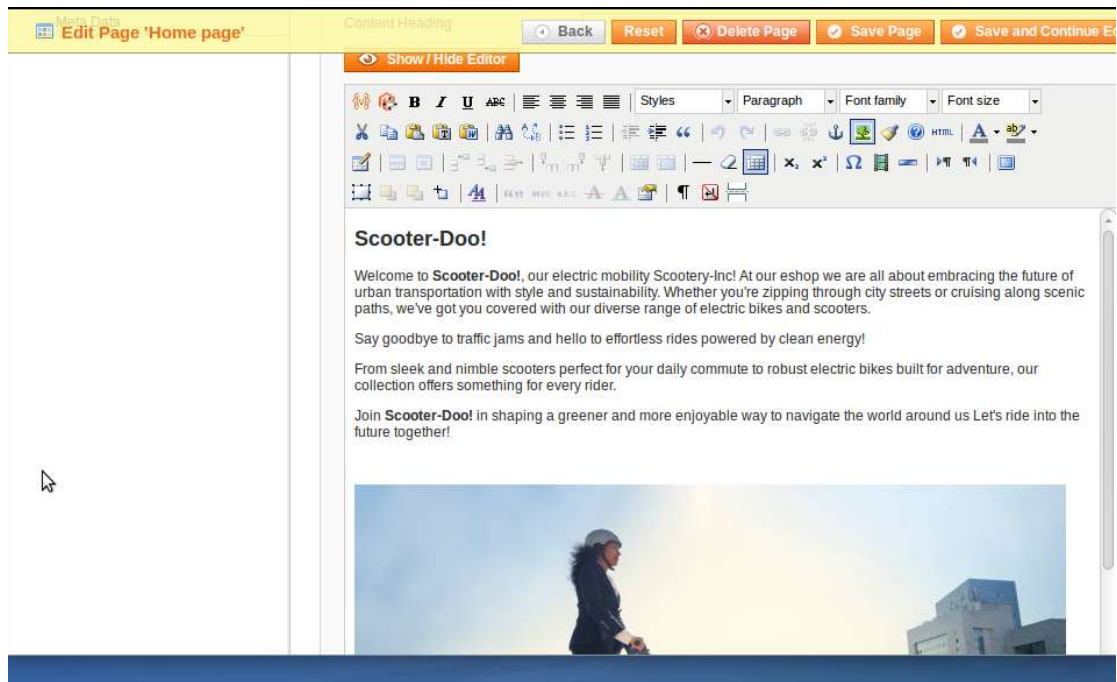 Meta Data
Content Heading
Edit Page 'Home page'
Back
Reset
Delete Page
Save Page
Save and Continue Ed
Show / Hide Editor
B I U ABC
Styles
Paragraph
Font family
Font size
HTML
A
ab
Scooter-Doo!
Welcome to Scooter-Doo!, our electric mobility Scootery-Inc! At our eshop we are all about embracing the future of
urban transportation with style and sustainability. Whether you're zipping through city streets or cruising along scenic
paths, we've got you covered with our diverse range of electric bikes and scooters.
Say goodbye to traffic jams and hello to effortless rides powered by clean energy!
From sleek and nimble scooters perfect for your daily commute to robust electric bikes built for adventure, our
collection offers something for every rider.
Join Scooter-Doo! in shaping a greener and more enjoyable way to navigate the world around us Let's ride into the
future together!